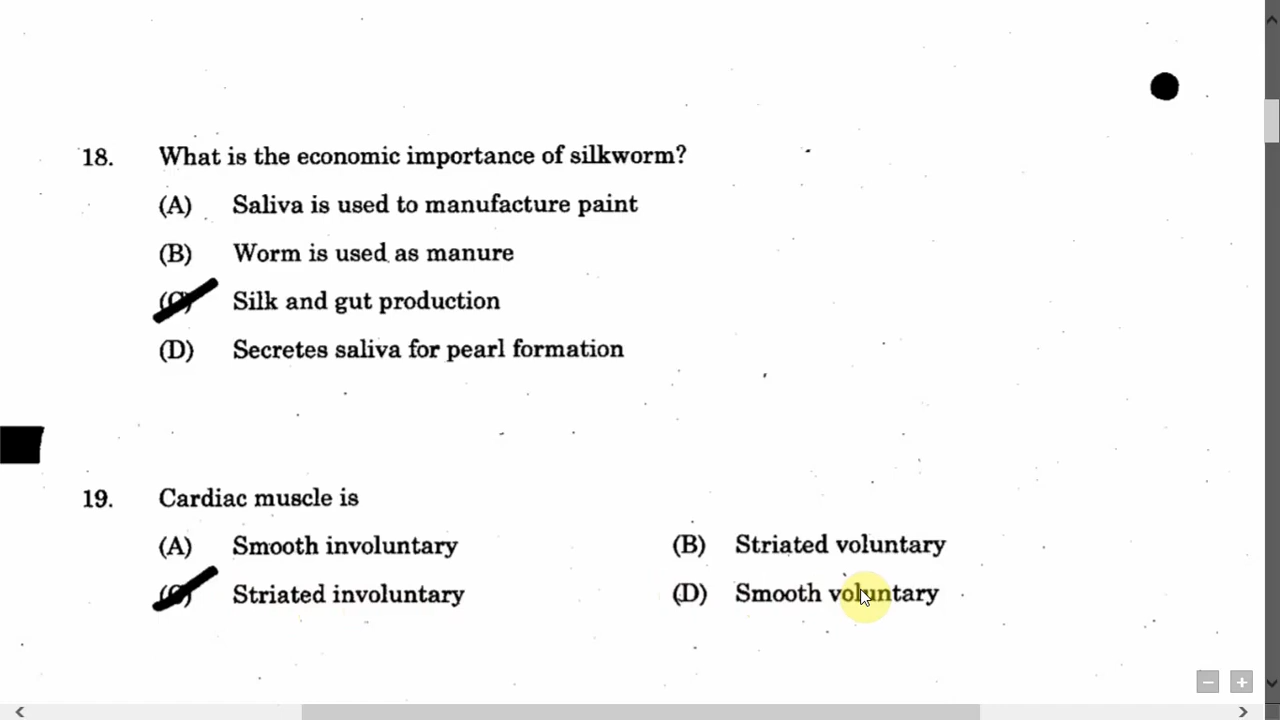 18. What is the economic importance of silkworm?
(A) Saliva is used to manufacture paint
(B) Worm is used as manure
(C) Silk and gut production
(D) Secretes saliva for pearl formation
19. Cardiac muscle is
(A) Smooth involuntary (B) Striated voluntary
(C) Striated involuntary (D) Smooth voluntary